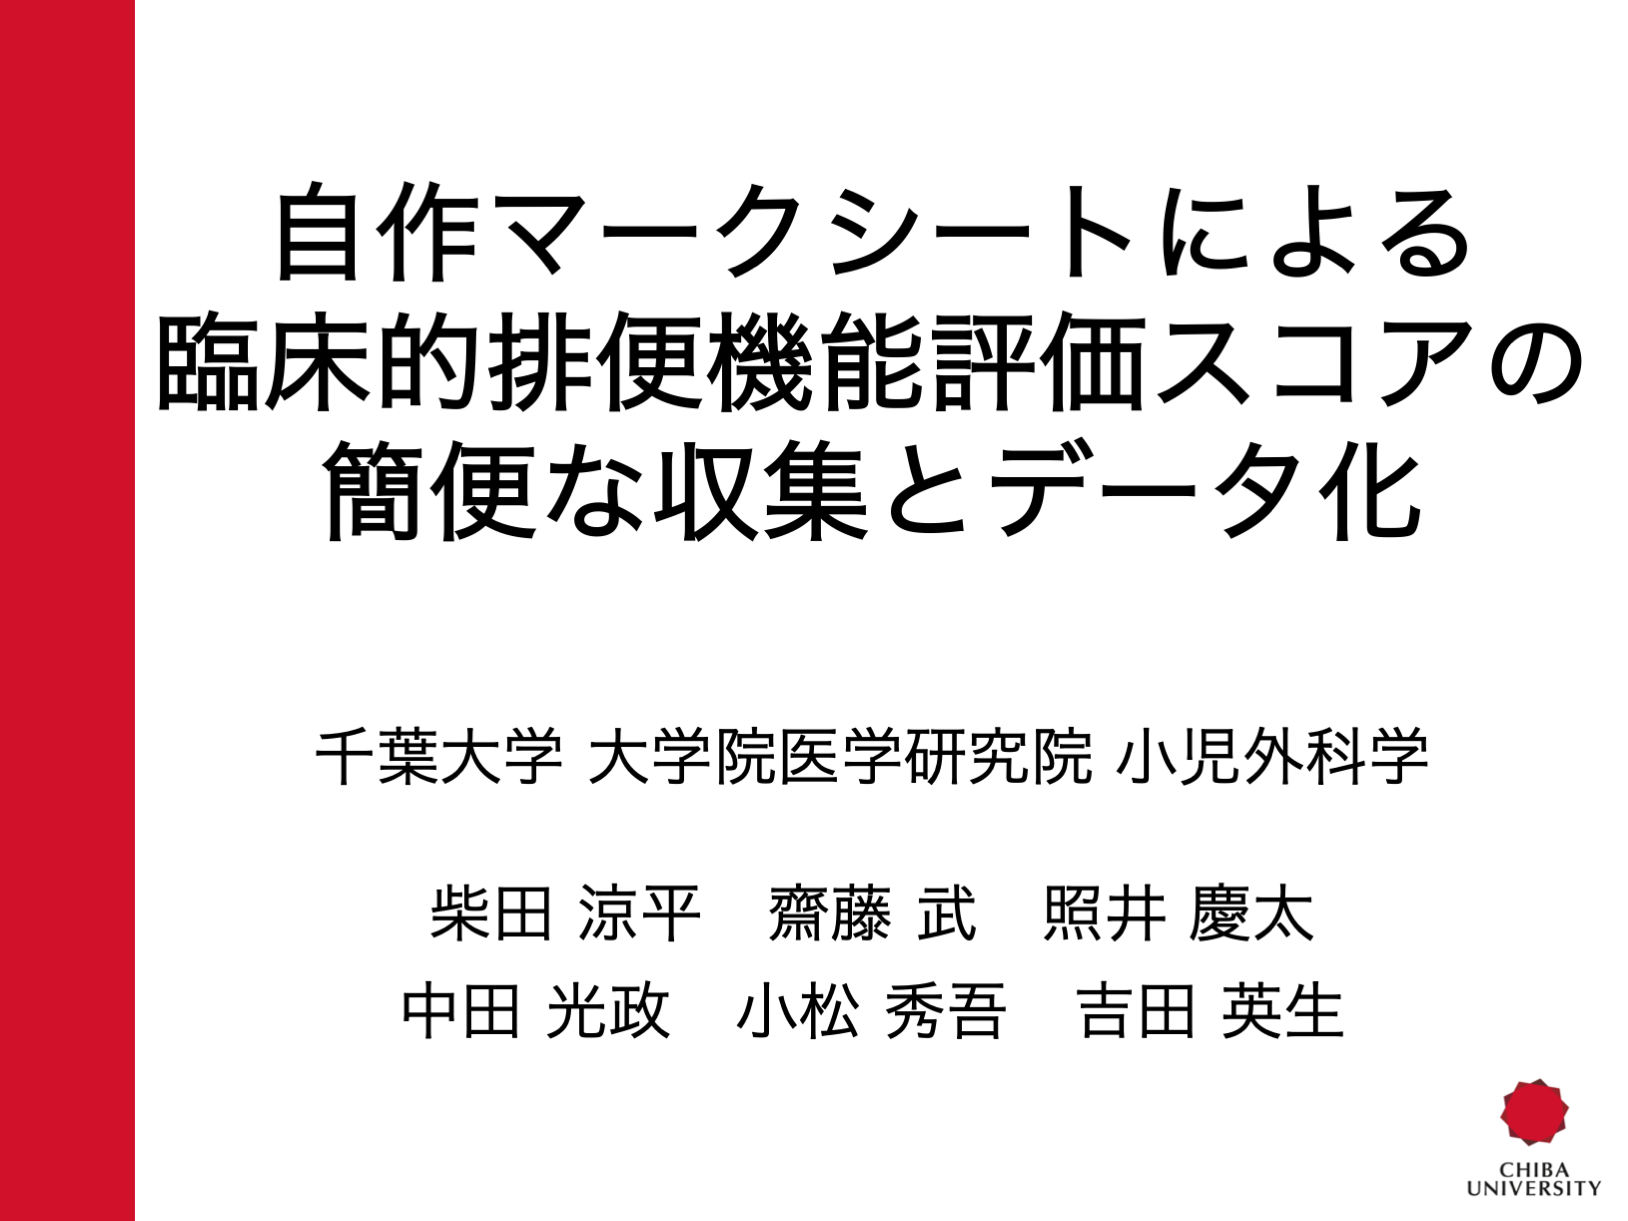 自作マークシートによる
臨床的排便機能評価スコアの
簡便な収集とデータ化
千葉大学 大学院医学研究院 小児外科学
柴田 涼平　齋藤 武　照井 慶太
中田 光政　小松 秀吾　吉田 英生
CHIBA
UNIVERSITY